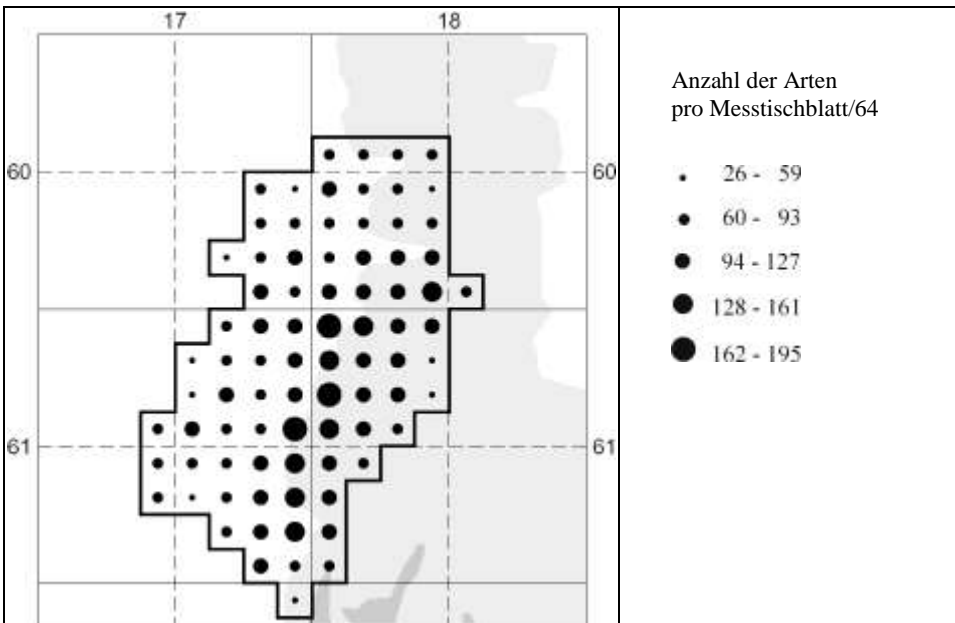 17 18
60 60
61 61
Anzahl der Arten
pro Messtischblatt/64
26 - 59
60 - 93
94 - 127
128 - 161
162 - 195